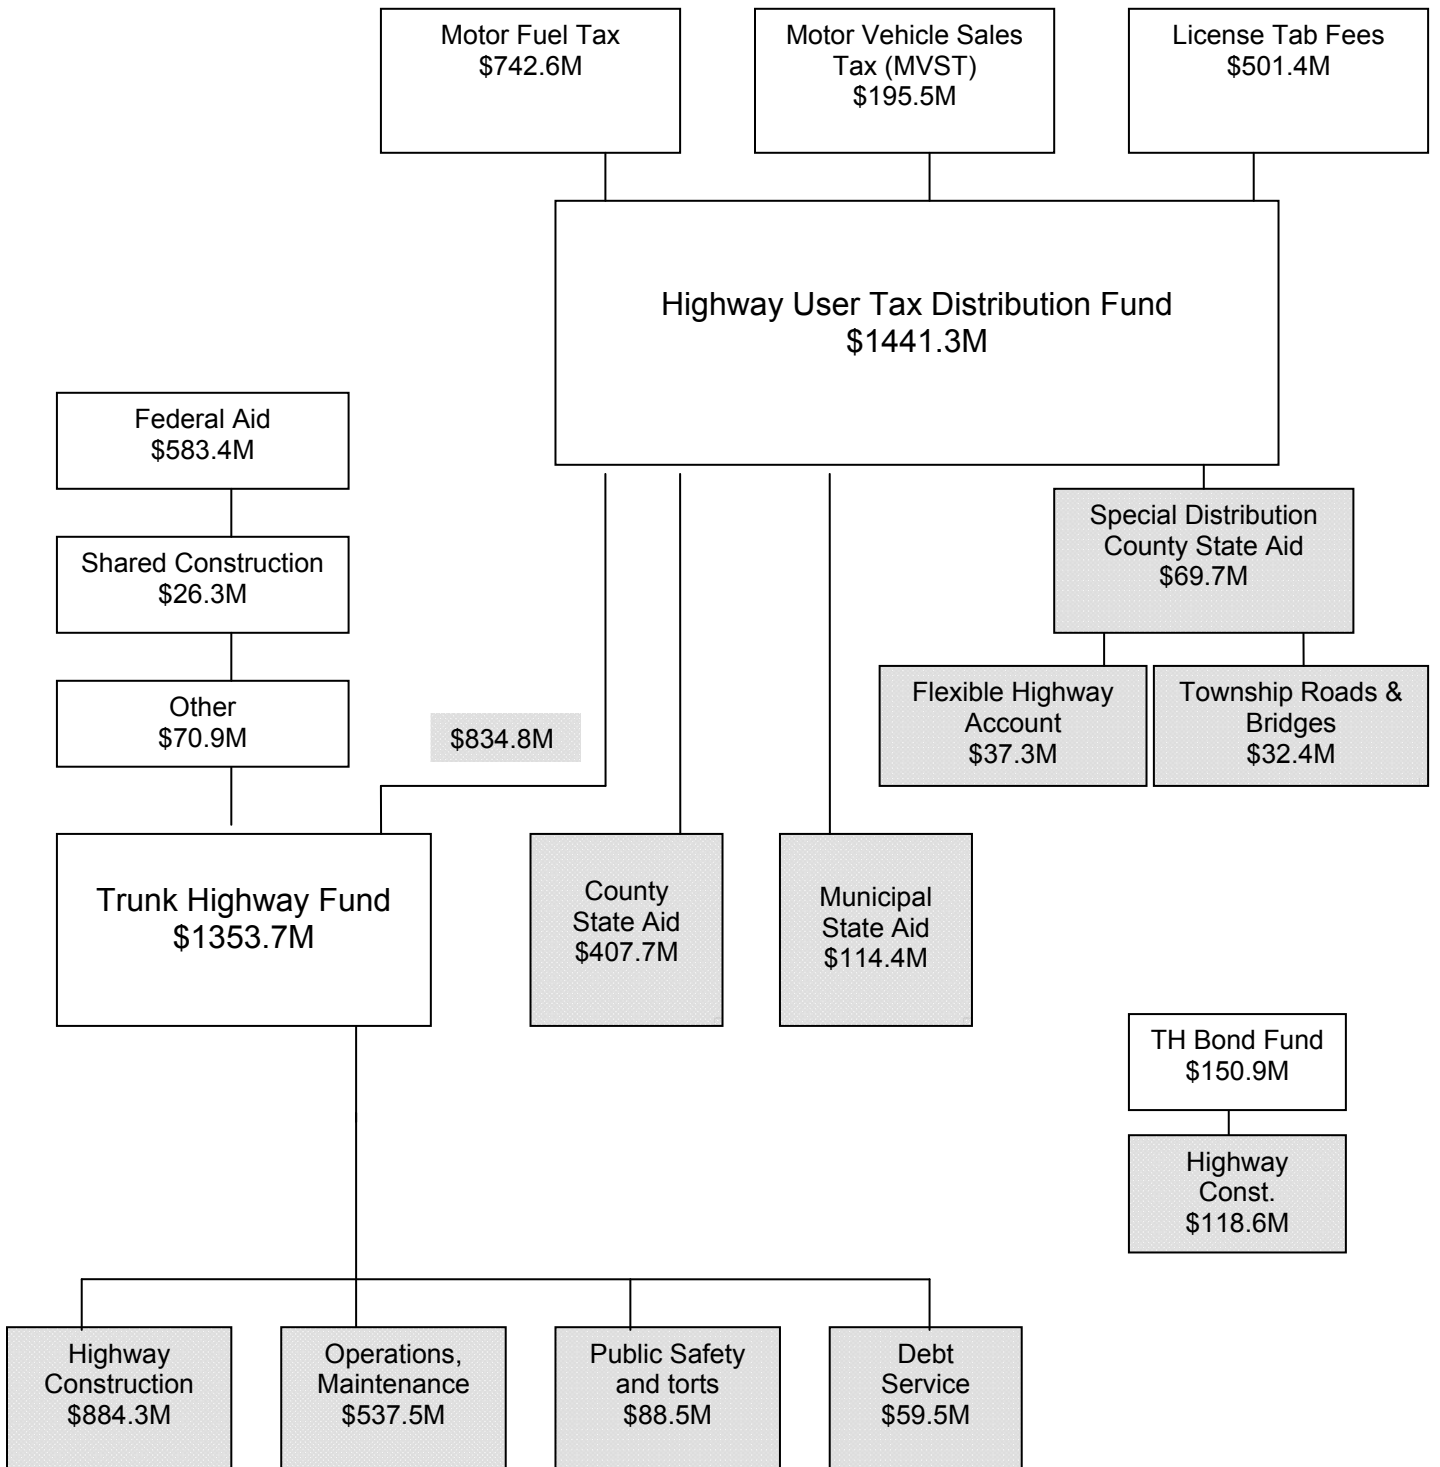 Motor Fuel Tax
$742.6M
Motor Vehicle Sales
Tax (MVST)
$195.5M
License Tab Fees
$501.4M
Highway User Tax Distribution Fund
$1441.3M
Federal Aid
$583.4M
Shared Construction
$26.3M
Other
$70.9M
$834.8M
Special Distribution
County State Aid
$69.7M
Flexible Highway
Account
$37.3M
Township Roads &
Bridges
$32.4M
Trunk Highway Fund
$1353.7M
County
State Aid
$407.7M
Municipal
State Aid
$114.4M
TH Bond Fund
$150.9M
Highway
Const.
$118.6M
Highway
Construction
$884.3M
Operations,
Maintenance
$537.5M
Public Safety
and torts
$88.5M
Debt
Service
$59.5M